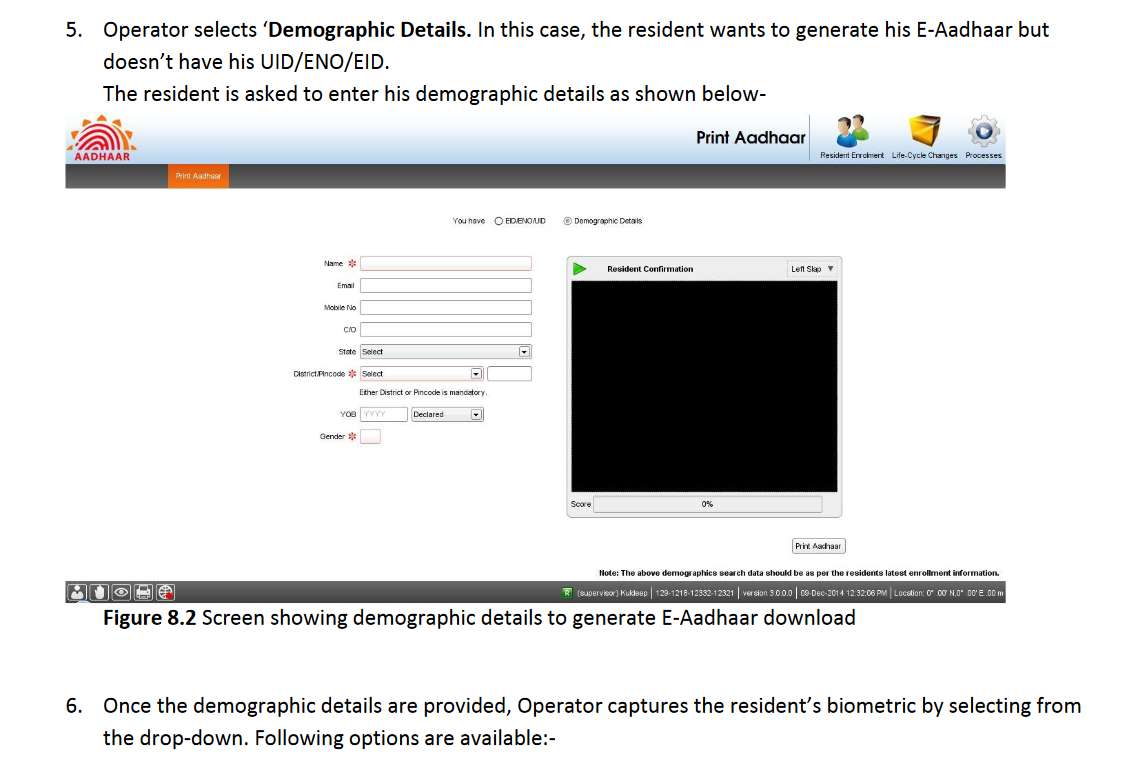 5. Operator selects ‘Demographic Details. In this case, the resident wants to generate his E-Aadhaar but
doesn’t have his UID/ENO/EID.
The resident is asked to enter his demographic details as shown below-
AADHAAR
Print Aadhaar
Resident Enrolment Life-Cycle Changes Processes
Print Aadhaar
You have EID/ENO/UID Demographic Details
Name *
Resident Confirmation Left Slap
Email
Mobile No
C/O
State Select
District/Pincode * Select
Either District or Pincode is mandatory.
YOB YYYY Declared
Gender *
Score 0%
Print Aadhaar
Note: The above demographics search data should be as per the residents latest enrollment information.
R (supervisor) Kuldeep 129-1218-12332-12321 version 3.0.0.0 09-Dec-2014 12:32:06 PM Location: 0° .00' N,0° .00' E .00 m
Figure 8.2 Screen showing demographic details to generate E-Aadhaar download
6. Once the demographic details are provided, Operator captures the resident’s biometric by selecting from
the drop-down. Following options are available:-